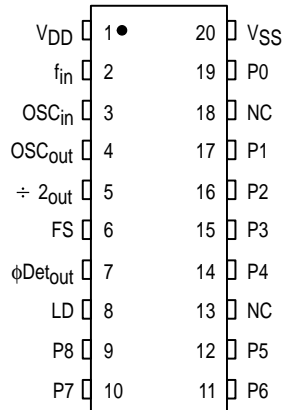 VDD 1 20 VSS
fin 2 19 P0
OSCin 3 18 NC
OSCout 4 17 P1
÷ 2out 5 16 P2
FS 6 15 P3
ϕDetout 7 14 P4
LD 8 13 NC
P8 9 12 P5
P7 10 11 P6